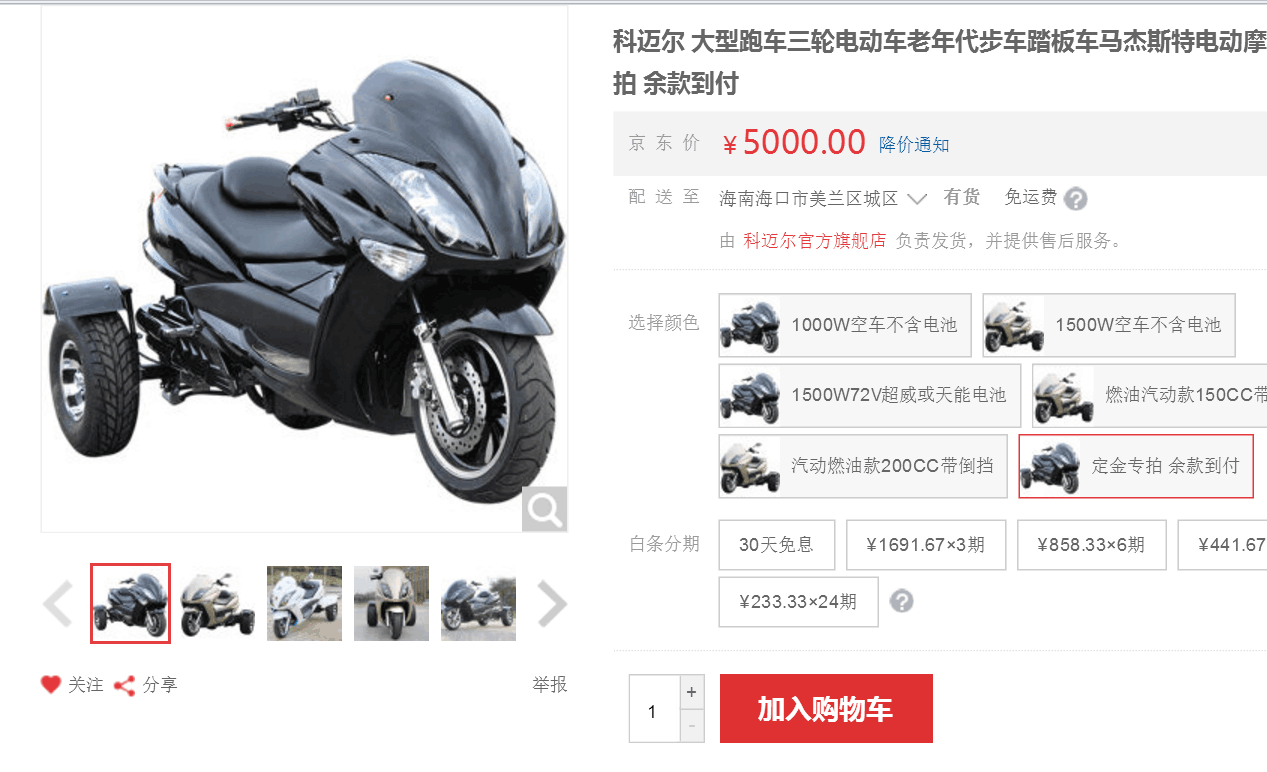 科迈尔 大型跑车三轮电动车老年代步车踏板车马杰斯特电动摩
拍 余款到付
京 东 价 ￥5000.00 降价通知
配 送 至 海南海口市美兰区城区 有货 免运费 ?
由 科迈尔官方旗舰店 负责发货，并提供售后服务。
选择颜色 1000W空车不含电池 1500W空车不含电池
1500W72V超威或天能电池 燃油汽动款150CC带
汽动燃油款200CC带倒挡 定金专拍 余款到付
白条分期 30天免息 ¥1691.67×3期 ¥858.33×6期 ¥441.67
¥233.33×24期 ?
关注 分享 举报
1 + -
加入购物车